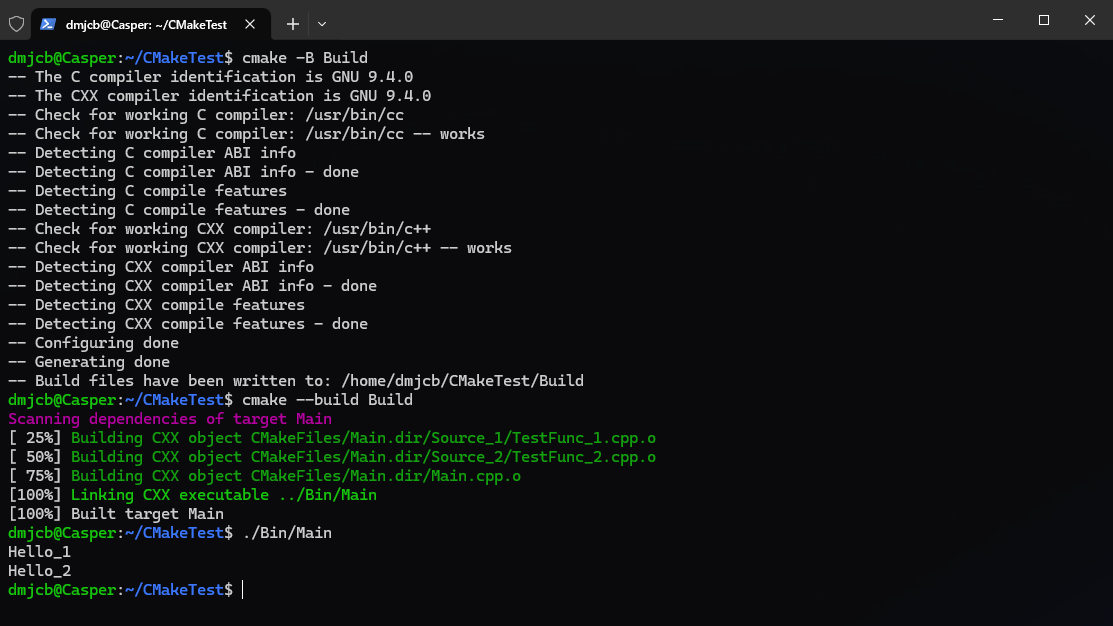 dmjcb@Casper: ~/CMakeTest
dmjcb@Casper:~/CMakeTest$ cmake -B Build
-- The C compiler identification is GNU 9.4.0
-- The CXX compiler identification is GNU 9.4.0
-- Check for working C compiler: /usr/bin/cc
-- Check for working C compiler: /usr/bin/cc -- works
-- Detecting C compiler ABI info
-- Detecting C compiler ABI info - done
-- Detecting C compile features
-- Detecting C compile features - done
-- Check for working CXX compiler: /usr/bin/c++
-- Check for working CXX compiler: /usr/bin/c++ -- works
-- Detecting CXX compiler ABI info
-- Detecting CXX compiler ABI info - done
-- Detecting CXX compile features
-- Detecting CXX compile features - done
-- Configuring done
-- Generating done
-- Build files have been written to: /home/dmjcb/CMakeTest/Build
dmjcb@Casper:~/CMakeTest$ cmake --build Build
Scanning dependencies of target Main
[ 25%] Building CXX object CMakeFiles/Main.dir/Source_1/TestFunc_1.cpp.o
[ 50%] Building CXX object CMakeFiles/Main.dir/Source_2/TestFunc_2.cpp.o
[ 75%] Building CXX object CMakeFiles/Main.dir/Main.cpp.o
[100%] Linking CXX executable ../Bin/Main
[100%] Built target Main
dmjcb@Casper:~/CMakeTest$ ./Bin/Main
Hello_1
Hello_2
dmjcb@Casper:~/CMakeTest$